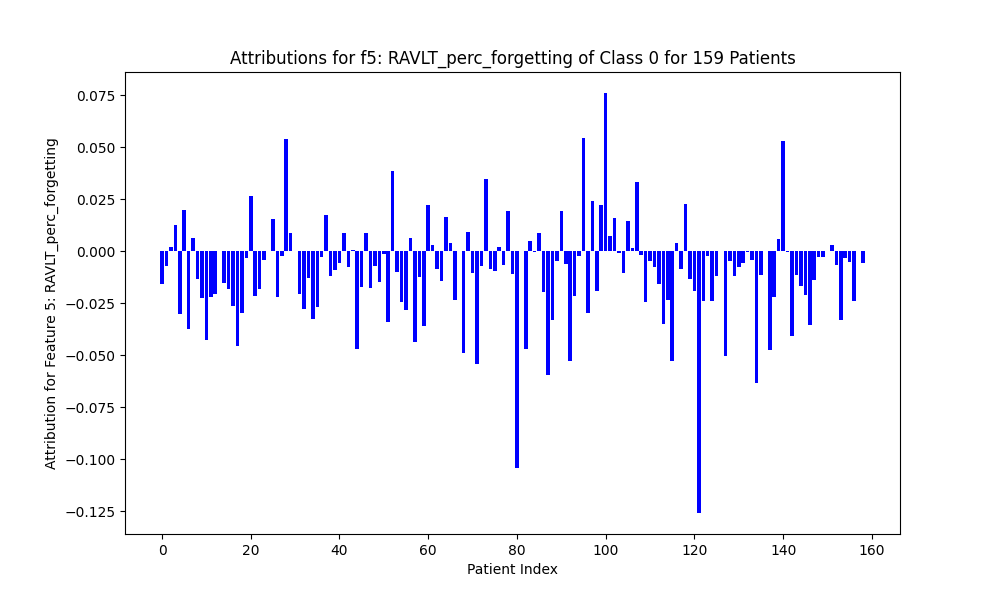 Attributions for f5: RAVLT_perc_forgetting of Class 0 for 159 Patients
Attribution for Feature 5: RAVLT_perc_forgetting
0.075
0.050
0.025
0.000
−0.025
−0.050
−0.075
−0.100
−0.125
0 20 40 60 80 100 120 140 160
Patient Index